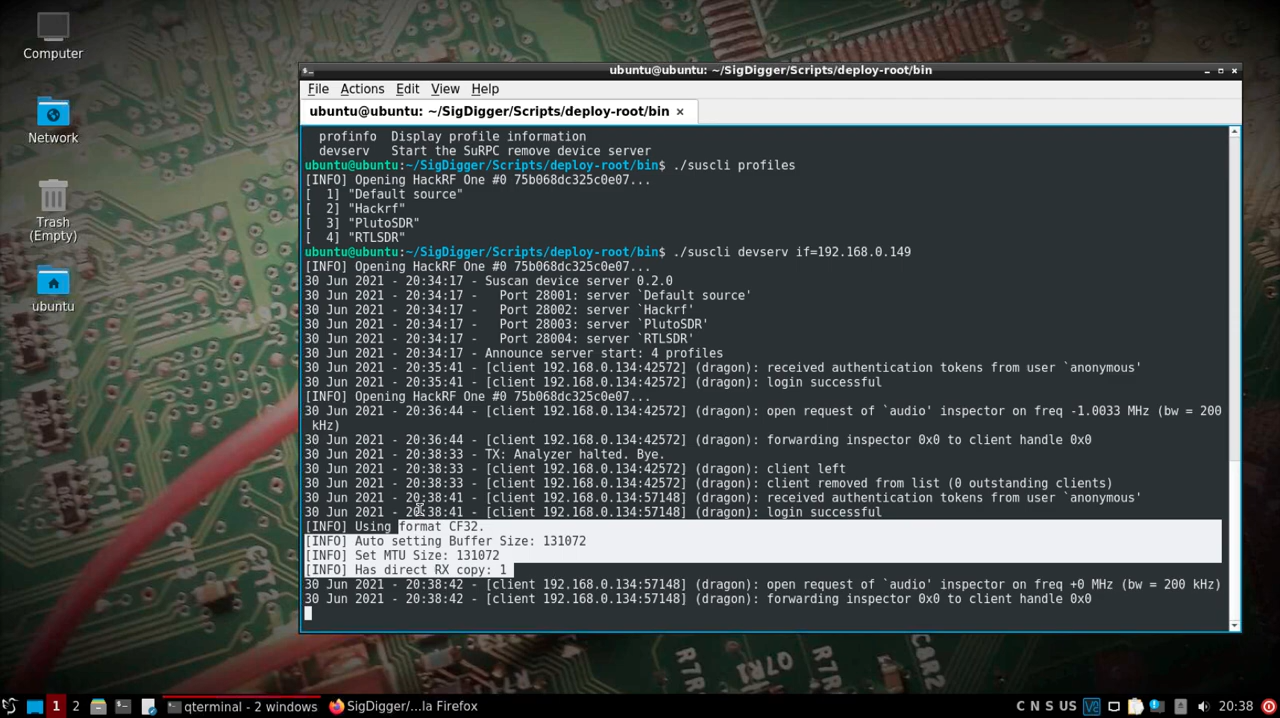 Computer
Network
Trash
(Empty)
ubuntu
ubuntu@ubuntu: ~/SigDigger/Scripts/deploy-root/bin
File Actions Edit View Help
ubuntu@ubuntu: ~/SigDigger/Scripts/deploy-root/bin ×
profinfo Display profile information
devserv Start the SuRPC remove device server
ubuntu@ubuntu:~/SigDigger/Scripts/deploy-root/bin$ ./suscli profiles
[INFO] Opening HackRF One #0 75b068dc325c0e07...
[ 1] "Default source"
[ 2] "Hackrf"
[ 3] "PlutoSDR"
[ 4] "RTLSDR"
ubuntu@ubuntu:~/SigDigger/Scripts/deploy-root/bin$ ./suscli devserv if=192.168.0.149
[INFO] Opening HackRF One #0 75b068dc325c0e07...
30 Jun 2021 - 20:34:17 - Suscan device server 0.2.0
30 Jun 2021 - 20:34:17 - Port 28001: server `Default source'
30 Jun 2021 - 20:34:17 - Port 28002: server `Hackrf'
30 Jun 2021 - 20:34:17 - Port 28003: server `PlutoSDR'
30 Jun 2021 - 20:34:17 - Port 28004: server `RTLSDR'
30 Jun 2021 - 20:34:17 - Announce server start: 4 profiles
30 Jun 2021 - 20:35:41 - [client 192.168.0.134:42572] (dragon): received authentication tokens from user `anonymous'
30 Jun 2021 - 20:35:41 - [client 192.168.0.134:42572] (dragon): login successful
[INFO] Opening HackRF One #0 75b068dc325c0e07...
30 Jun 2021 - 20:36:44 - [client 192.168.0.134:42572] (dragon): open request of `audio' inspector on freq -1.0033 MHz (bw = 200
kHz)
30 Jun 2021 - 20:36:44 - [client 192.168.0.134:42572] (dragon): forwarding inspector 0x0 to client handle 0x0
30 Jun 2021 - 20:38:33 - TX: Analyzer halted. Bye.
30 Jun 2021 - 20:38:33 - [client 192.168.0.134:42572] (dragon): client left
30 Jun 2021 - 20:38:33 - [client 192.168.0.134:42572] (dragon): client removed from list (0 outstanding clients)
30 Jun 2021 - 20:38:41 - [client 192.168.0.134:57148] (dragon): received authentication tokens from user `anonymous'
30 Jun 2021 - 20:38:41 - [client 192.168.0.134:57148] (dragon): login successful
[INFO] Using format CF32.
[INFO] Auto setting Buffer Size: 131072
[INFO] Set MTU Size: 131072
[INFO] Has direct RX copy: 1
30 Jun 2021 - 20:38:42 - [client 192.168.0.134:57148] (dragon): open request of `audio' inspector on freq +0 MHz (bw = 200 kHz)
30 Jun 2021 - 20:38:42 - [client 192.168.0.134:57148] (dragon): forwarding inspector 0x0 to client handle 0x0
R7R
Q7RI
C8R2
1 2 qterminal - 2 windows SigDigger/...la Firefox C N S US 20:38